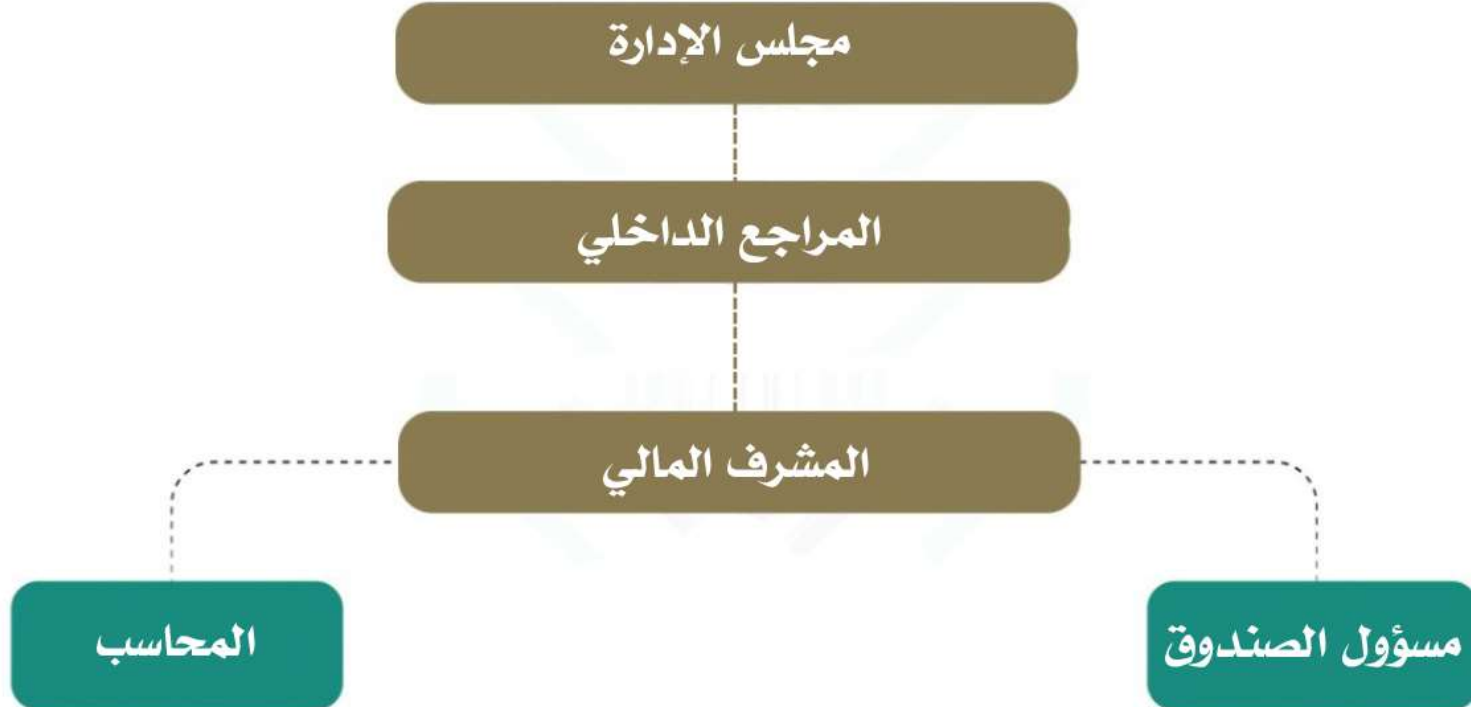 مجلس الإدارة
المراجع الداخلي
المشرف المالي
مسؤول الصندوق
المحاسب